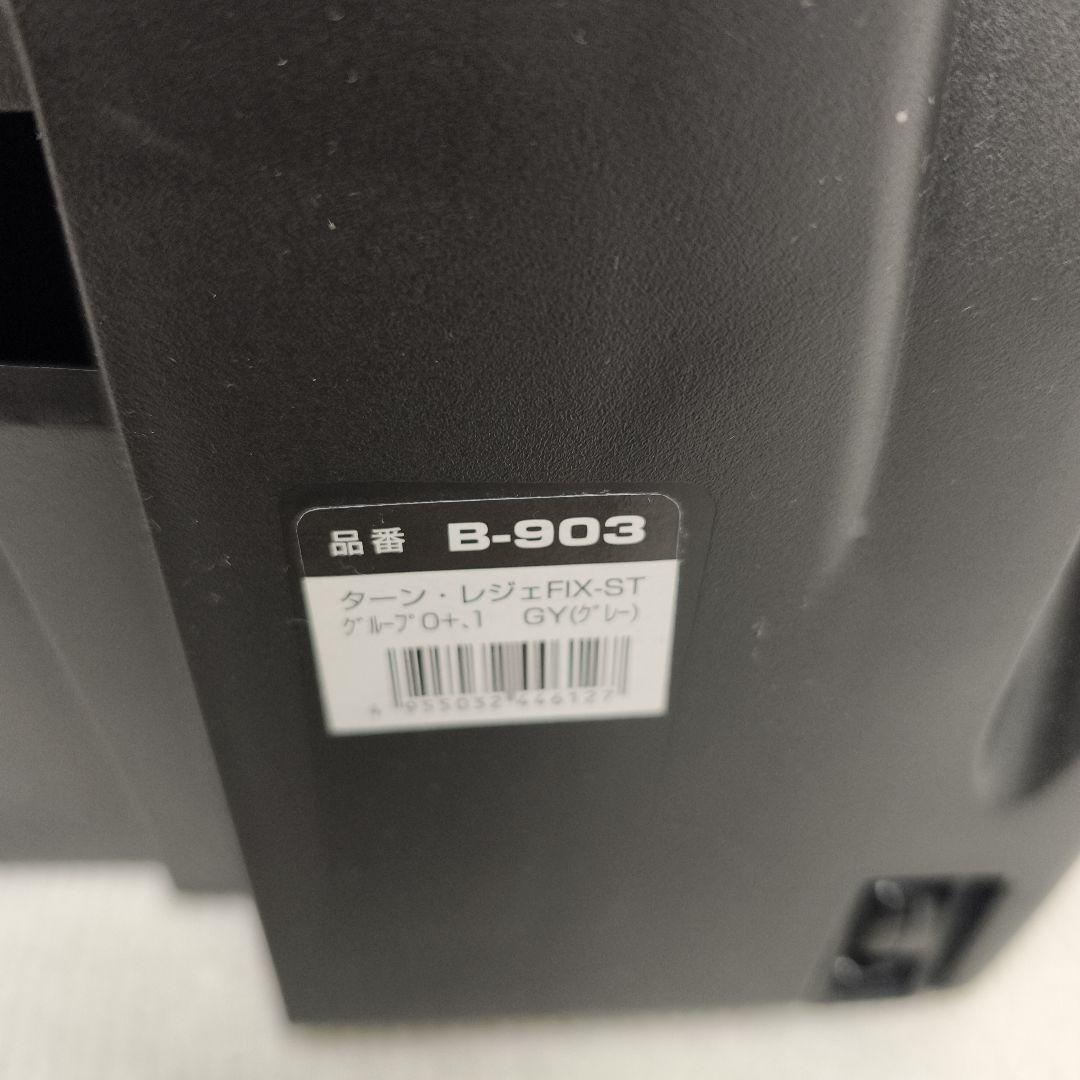 品番 B-903
ターン・レジェFIX-ST
ｸﾞﾙｰﾌﾟ0+､1 GY(ｸﾞﾚｰ)
4 955032 446127